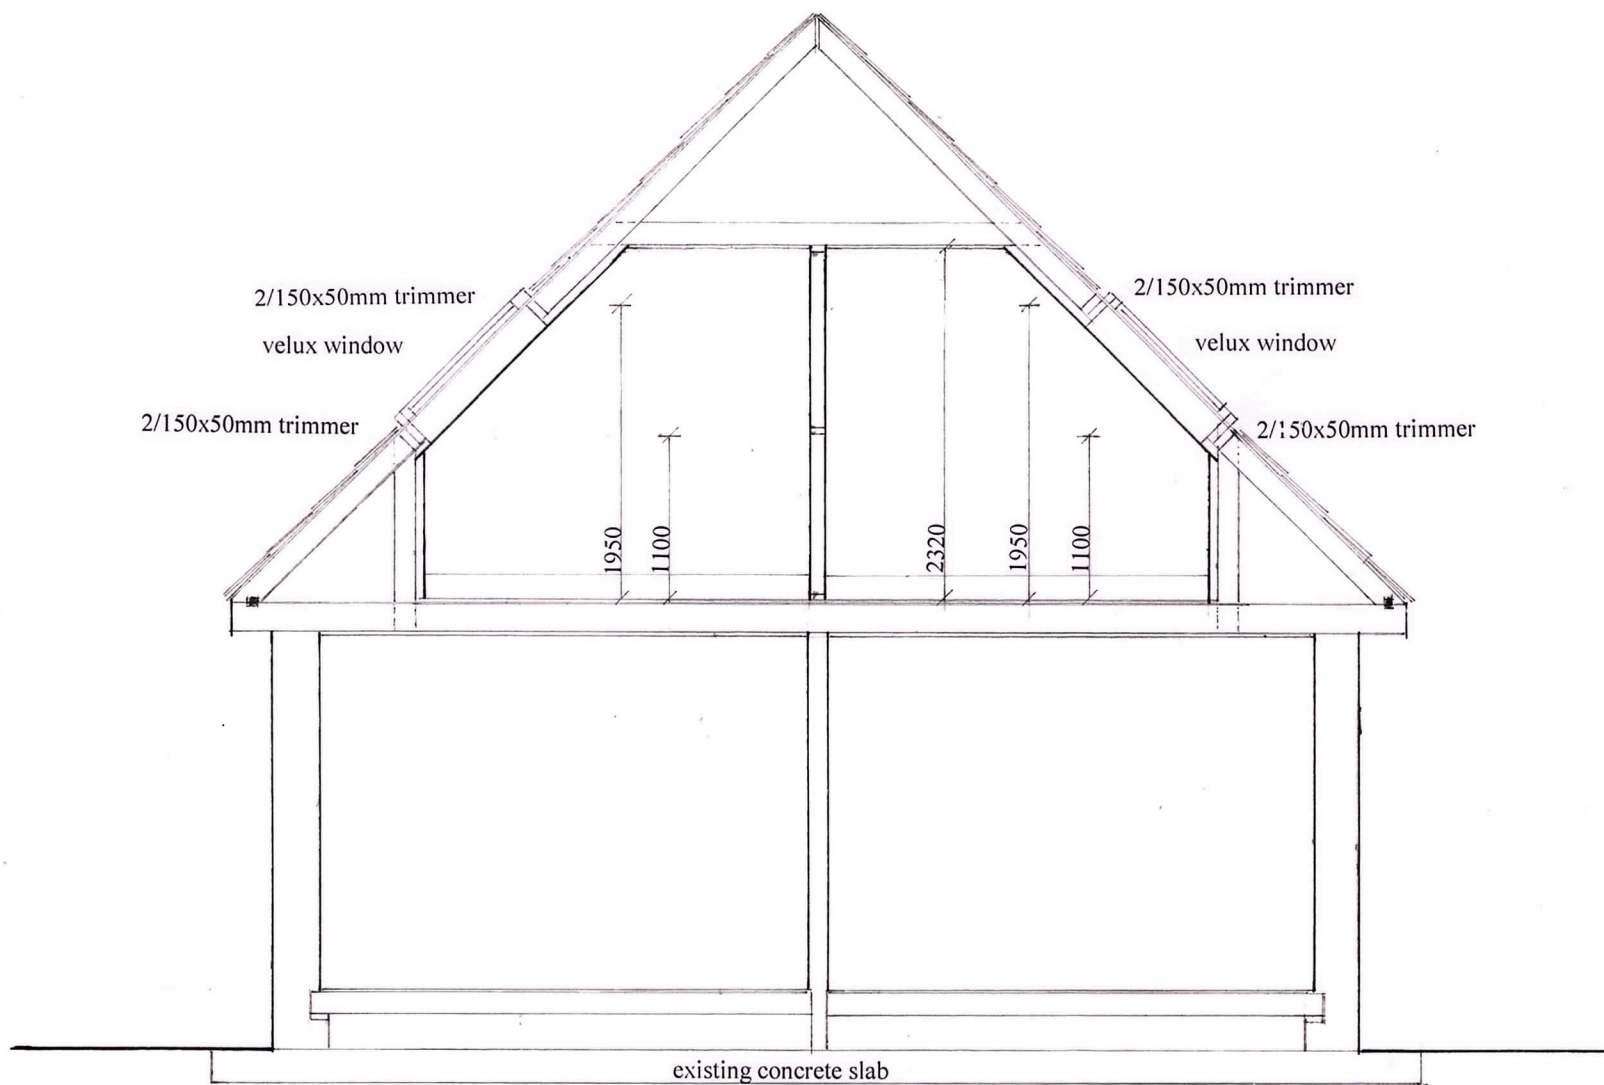 2/150x50mm trimmer
2/150x50mm trimmer
velux window
velux window
2/150x50mm trimmer
2/150x50mm trimmer
1950
1100
2320
1950
1100
existing concrete slab